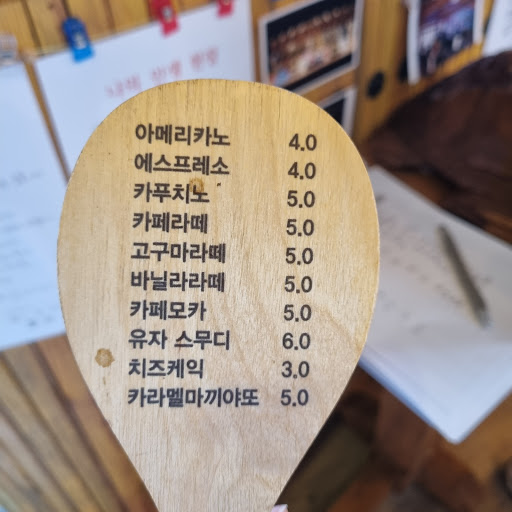 아메리카노 4.0
에스프레소 4.0
카푸치노 5.0
카페라떼 5.0
고구마라떼 5.0
바닐라라떼 5.0
카페모카 5.0
유자 스무디 6.0
치즈케익 3.0
카라멜마끼야또 5.0